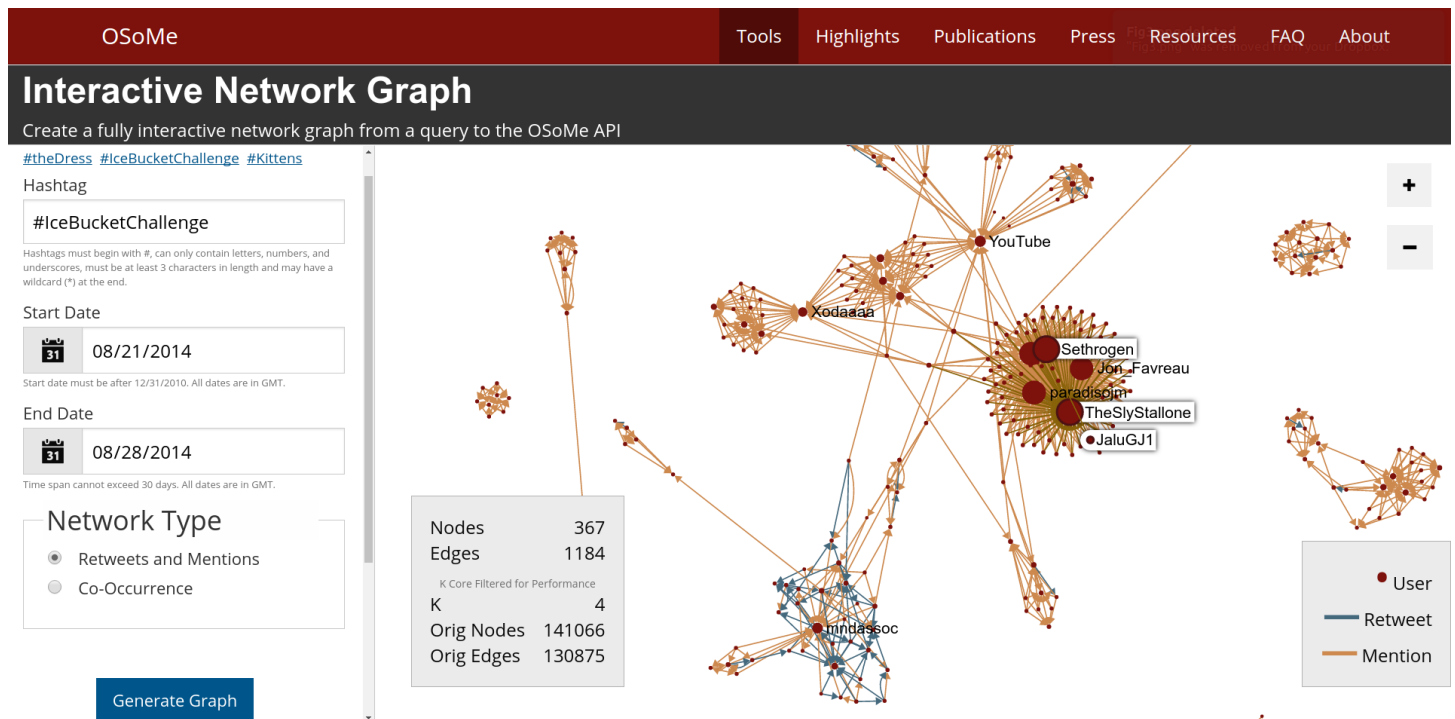 OSoMe
Tools Highlights Publications Press Resources FAQ About
Interactive Network Graph
Create a fully interactive network graph from a query to the OSoMe API
#theDress #IceBucketChallenge #Kittens
Hashtag
#IceBucketChallenge
Hashtags must begin with #, can only contain letters, numbers, and
underscores, must be at least 3 characters in length and may have a
wildcard (*) at the end.
Start Date
31 08/21/2014
Start date must be after 12/31/2010. All dates are in GMT.
End Date
31 08/28/2014
Time span cannot exceed 30 days. All dates are in GMT.
Network Type
Retweets and Mentions
Co-Occurrence
Generate Graph
+
−
YouTube
Xodaaaa
Sethrogen
Jon_Favreau
paradisojm
TheSlyStallone
JaluGJ1
mndassoc
Nodes 367
Edges 1184
K Core Filtered for Performance
K 4
Orig Nodes 141066
Orig Edges 130875
User
Retweet
Mention